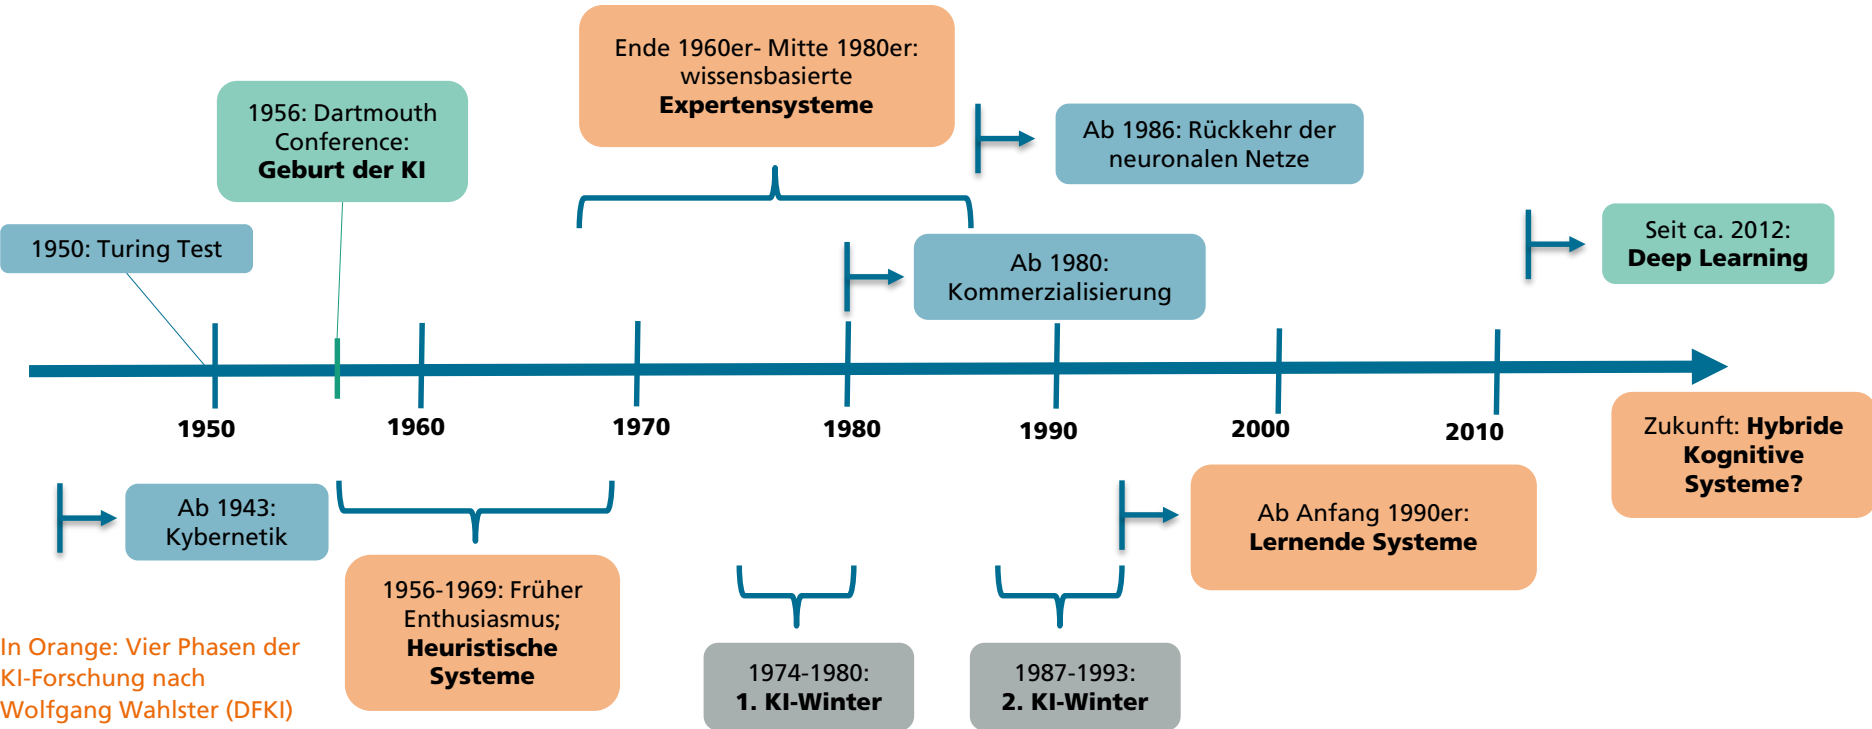 Ende 1960er- Mitte 1980er:
wissensbasierte
Expertensysteme
1956: Dartmouth
Conference:
Geburt der KI
Ab 1986: Rückkehr der
neuronalen Netze
1950: Turing Test
Ab 1980:
Kommerzialisierung
Seit ca. 2012:
Deep Learning
1950
1960
1970
1980
1990
2000
2010
Zukunft: Hybride
Kognitive
Systeme?
Ab 1943:
Kybernetik
Ab Anfang 1990er:
Lernende Systeme
1956-1969: Früher
Enthusiasmus;
Heuristische
Systeme
1974-1980:
1. KI-Winter
1987-1993:
2. KI-Winter
In Orange: Vier Phasen der
KI-Forschung nach
Wolfgang Wahlster (DFKI)